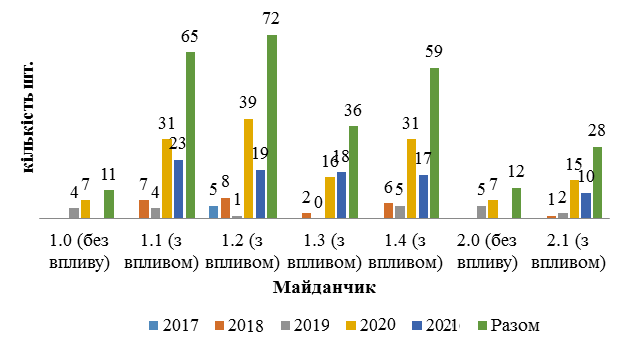 кількість шт.
72
65
59
39
36
31
31
28
23
19
16 18
17
15
11
12
10
4 7
7
4
5
8
1
2 0
6
5
5 7
1 2
1.0 (без впливу)
1.1 (з впливом)
1.2 (з впливом)
1.3 (з впливом)
1.4 (з впливом)
2.0 (без впливу)
2.1 (з впливом)
Майданчик
2017 2018 2019 2020 2021 Разом